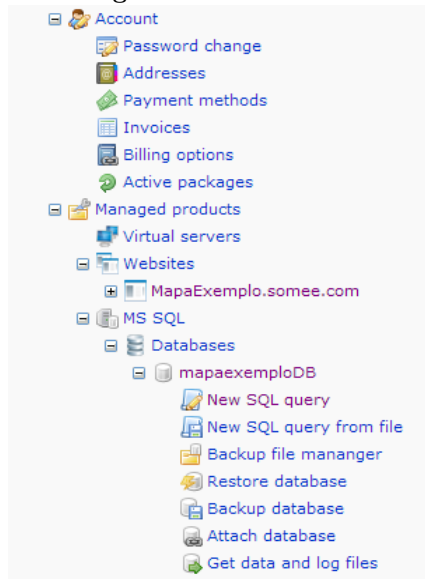 Account
Password change
Addresses
Payment methods
Invoices
Billing options
Active packages
Managed products
Virtual servers
Websites
MapaExemplo.somee.com
MS SQL
Databases
mapaexemploDB
New SQL query
New SQL query from file
Backup file mananger
Restore database
Backup database
Attach database
Get data and log files